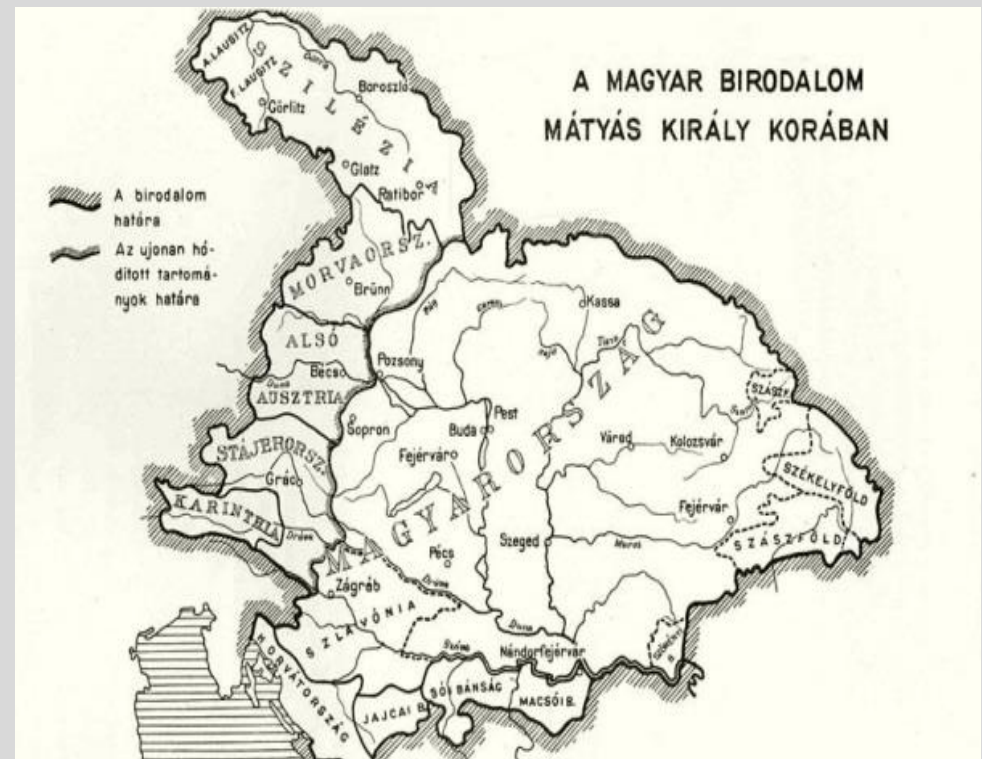 A MAGYAR BIRODALOM
MÁTYÁS KIRÁLY KORÁBAN
A birodalom
határa
Az ujonan hó-
dított tartomá-
nyok határa
A.LAUSITZ
F.LAUSITZ
SZILÉZIA
Odera
Boroszló
Görlitz
Glatz
Ratibor
MORVAORSZ.
Brünn
ALSÓ
AUSZTRIA
Bécs
Duna
Pozsony
Kassa
Tisza
SZÁSZF.
Sopron
STÁJERORSZ.
Grác
KARINTHIA
Dráva
MAGYARORSZÁG
Pest
Buda
Fejérvár
Várad
Kolozsvár
SZÉKELYFÖLD
Fejérvár
SZÁSZFÖLD
Szeged
Maros
Pécs
Dráva
Zágráb
SZLAVÓNIA
Duna
Száva
Nándorfejérvár
HORVÁTORSZÁG
JAJCAI B.
SÓI BÁNSÁG
MACSÓI B.